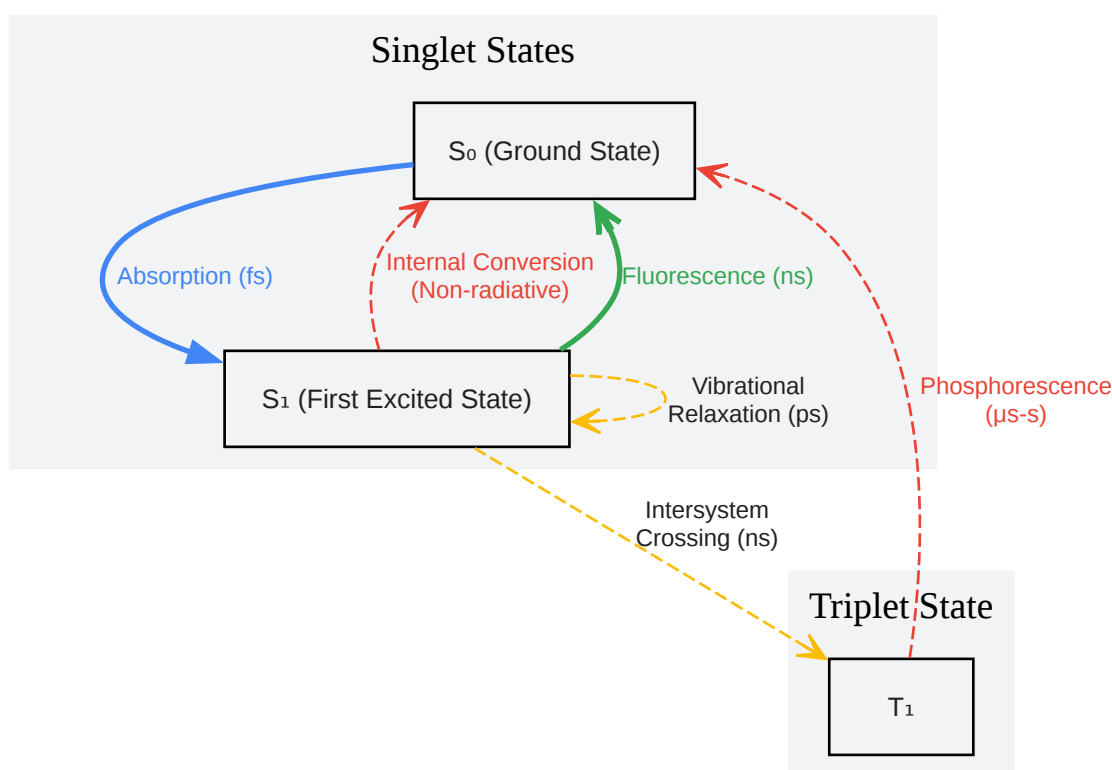 Singlet States
S₀ (Ground State)
Absorption (fs)
Internal Conversion
(Non-radiative)
Fluorescence (ns)
S₁ (First Excited State)
Vibrational
Relaxation (ps)
Phosphorescence
(μs-s)
Intersystem
Crossing (ns)
Triplet State
T₁